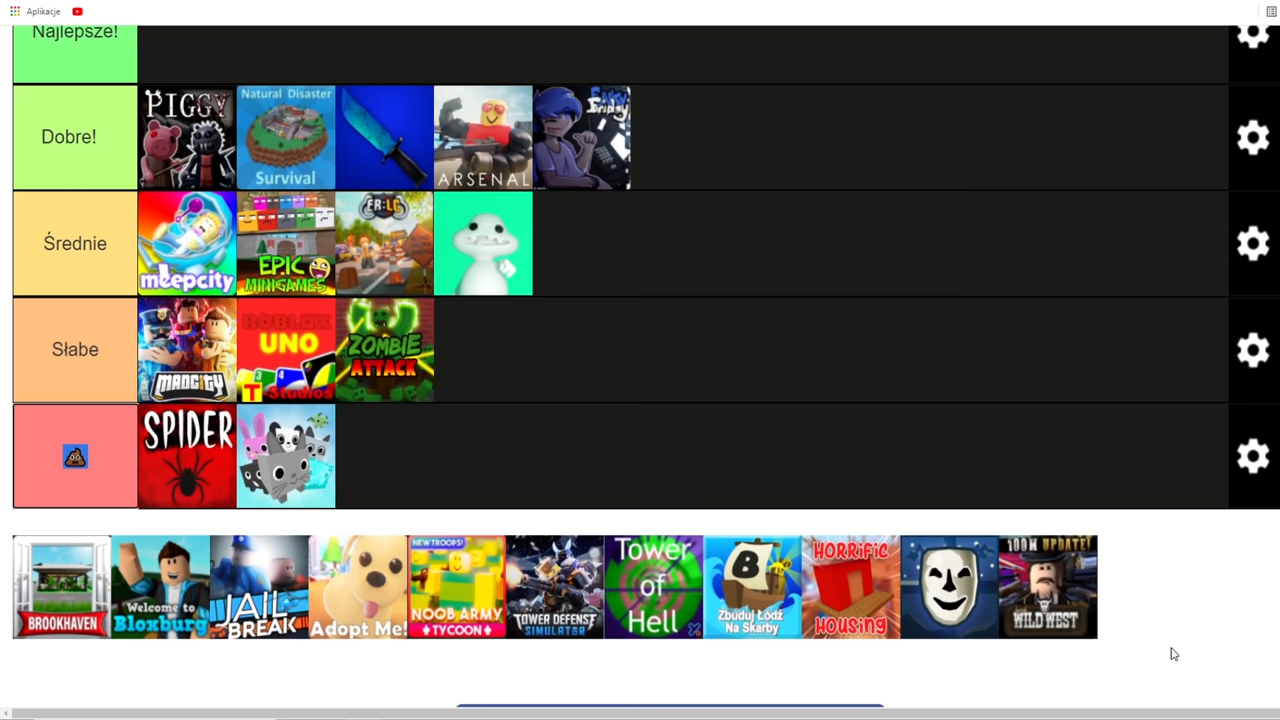 Aplikacje
Najlepsze!
Dobre!
PIGGY
Natural Disaster
Survival
ARSENAL
Friday
Średnie
meepcity
EPIC
MINIGAMES
ER:LC
Słabe
MADCITY
ROBLOX
UNO
T-Studios
ZOMBIE
ATTACK
SPIDER
BROOKHAVEN
Welcome to
Bloxburg
JAIL
BREAK
Adopt Me!
NEW TROOPS!
NOOB ARMY
TYCOON
TOWER DEFENSE
SIMULATOR
Tower
of
Hell
B
Zbuduj Łódź
Na Skarby
HORRIFIC
HOUSING
100M UPDATE!
WILD WEST